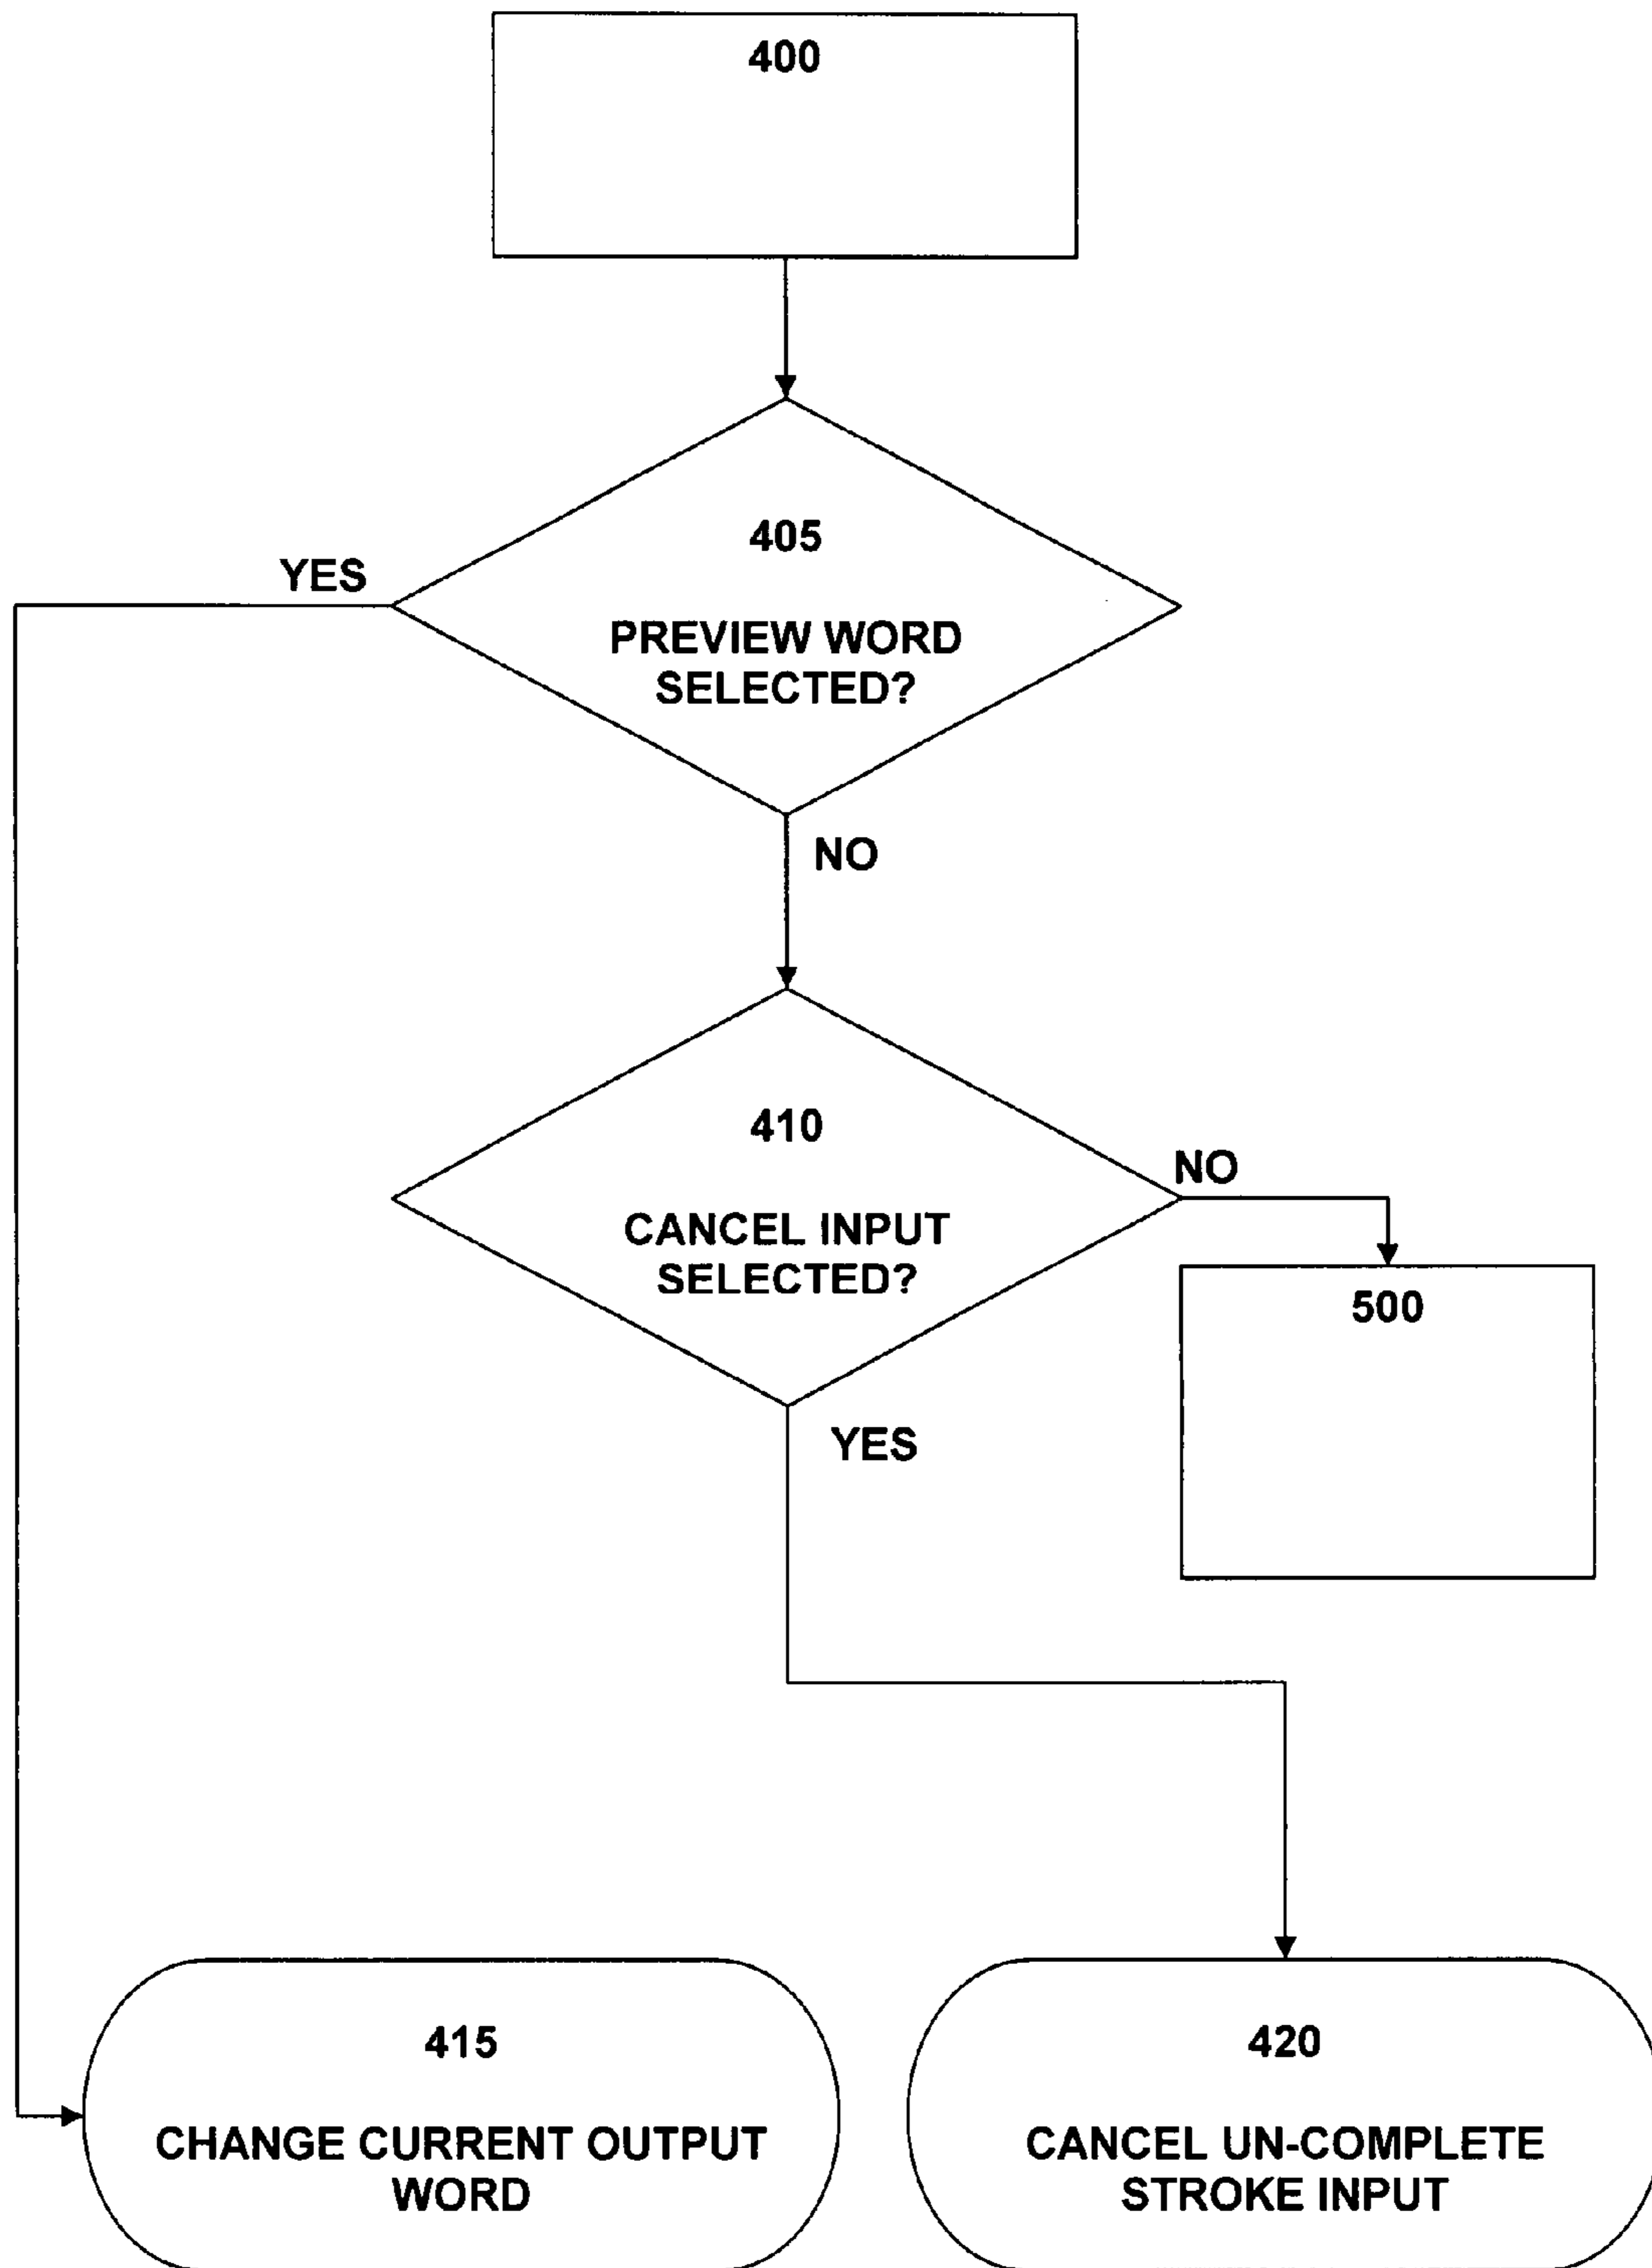 400
405
YES
PREVIEW WORD
SELECTED?
NO
410
NO
CANCEL INPUT
SELECTED?
500
YES
415
CHANGE CURRENT OUTPUT
WORD
420
CANCEL UN-COMPLETE
STROKE INPUT